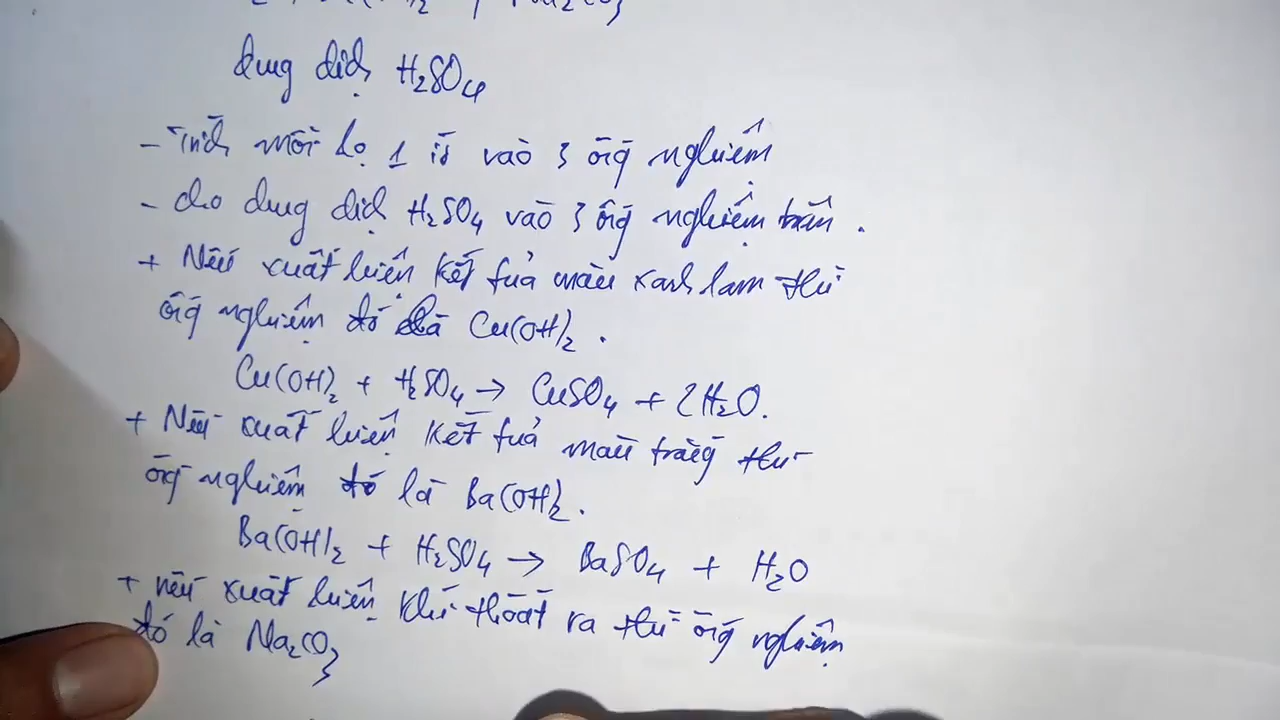 dung dịch H₂SO₄
- Trích mỗi lọ 1 ít vào 3 ống nghiệm
- cho dung dịch H₂SO₄ vào 3 ống nghiệm trên.
+ Nếu xuất hiện kết tủa màu xanh lam thì
ống nghiệm đó là Cu(OH)₂.
Cu(OH)₂ + H₂SO₄ → CuSO₄ + 2H₂O.
+ Nếu xuất hiện kết tủa màu trắng thì
ống nghiệm đó là Ba(OH)₂.
Ba(OH)₂ + H₂SO₄ → BaSO₄ + H₂O
+ nếu xuất hiện khí thoát ra thì ống nghiệm
đó là Na₂CO₃